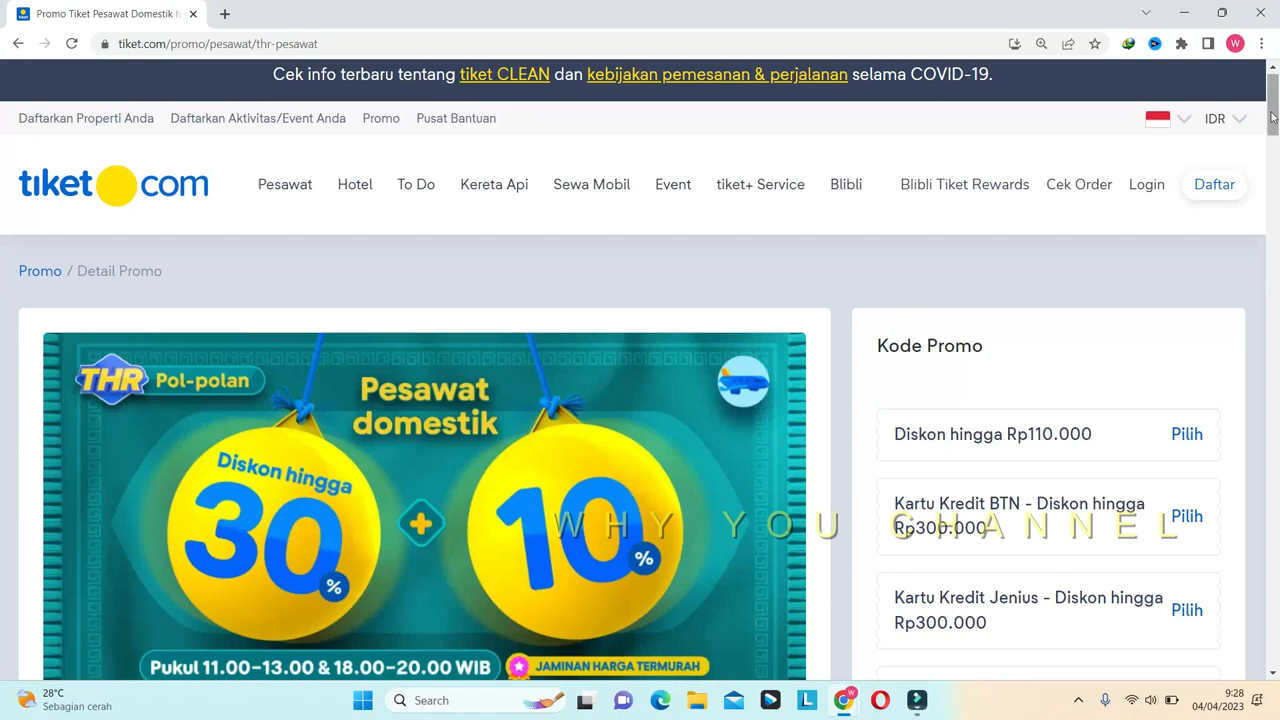 Promo Tiket Pesawat Domestik h
tiket.com/promo/pesawat/thr-pesawat
W
Cek info terbaru tentang tiket CLEAN dan kebijakan pemesanan & perjalanan selama COVID-19.
Daftarkan Properti Anda Daftarkan Aktivitas/Event Anda Promo Pusat Bantuan IDR
tiket com Pesawat Hotel To Do Kereta Api Sewa Mobil Event tiket+ Service Blibli Blibli Tiket Rewards Cek Order Login Daftar
Promo / Detail Promo
THR Pol-polan
Pesawat
domestik
Diskon hingga
30%
+
10%
Pukul 11.00-13.00 & 18.00-20.00 WIB
JAMINAN HARGA TERMURAH
Kode Promo
Diskon hingga Rp110.000 Pilih
Kartu Kredit BTN - Diskon hingga
Rp300.000 Pilih
Kartu Kredit Jenius - Diskon hingga
Rp300.000 Pilih
WHY YOU CHANNEL
28°C
Sebagian cerah
Search
9:28
04/04/2023